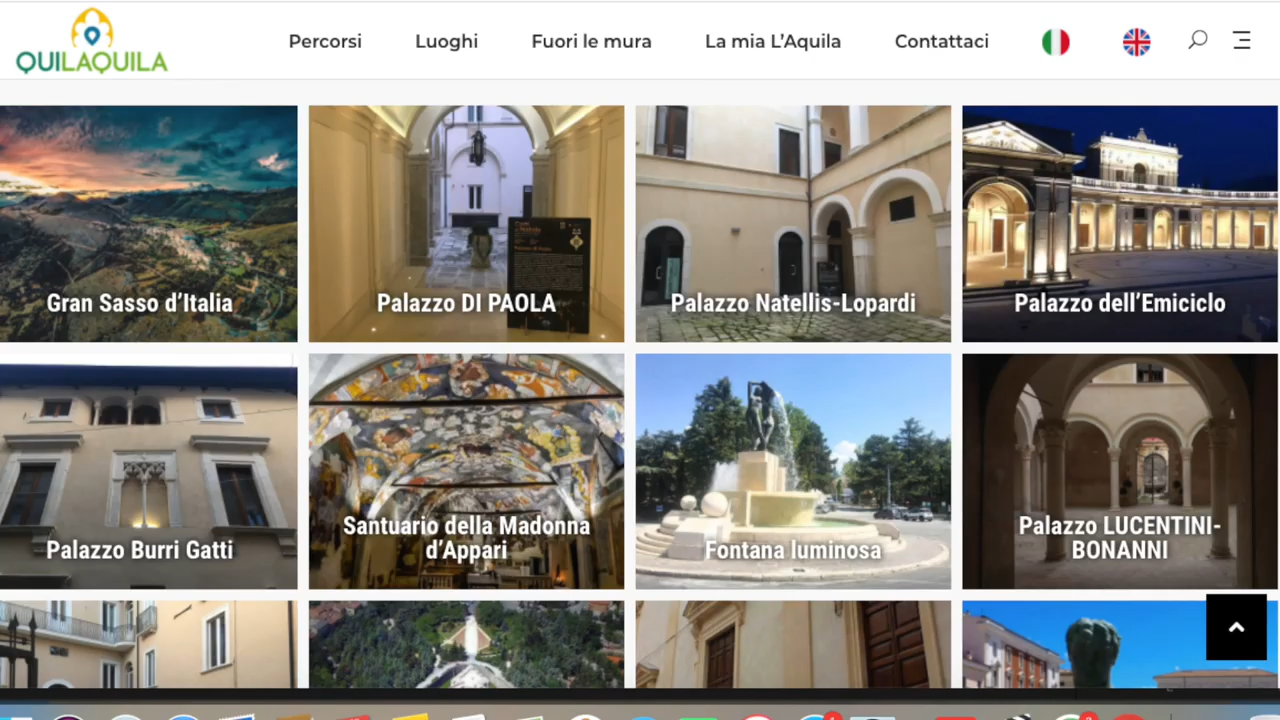 QUILAQUILA
Percorsi
Luoghi
Fuori le mura
La mia L’Aquila
Contattaci
Gran Sasso d’Italia
Palazzo DI PAOLA
Palazzo Natellis-Lopardi
Palazzo dell’Emiciclo
Palazzo Burri Gatti
Santuario della Madonna
d’Appari
Fontana luminosa
Palazzo LUCENTINI-
BONANNI